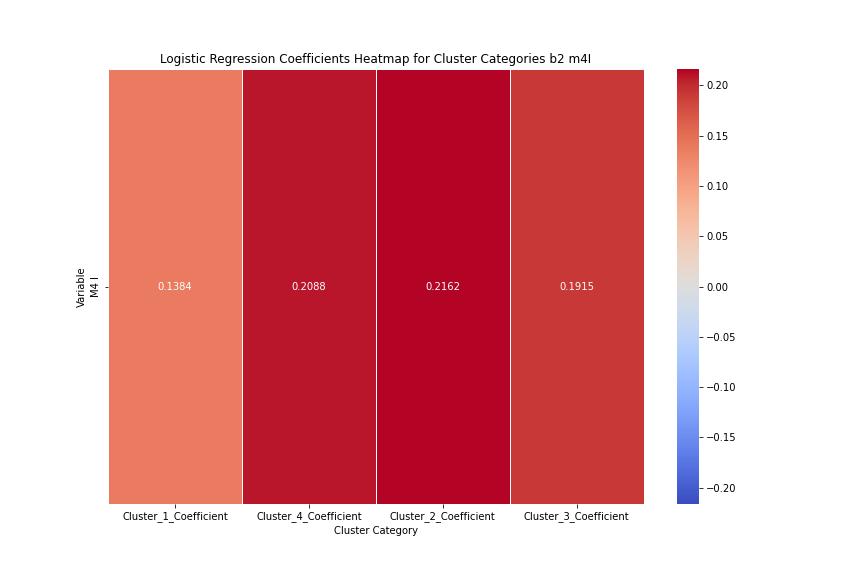 Logistic Regression Coefficients Heatmap for Cluster Categories b2 m4I
Variable
M4 I
0.1384
0.2088
0.2162
0.1915
Cluster_1_Coefficient
Cluster_4_Coefficient
Cluster_2_Coefficient
Cluster_3_Coefficient
Cluster Category
0.20
0.15
0.10
0.05
0.00
−0.05
−0.10
−0.15
−0.20